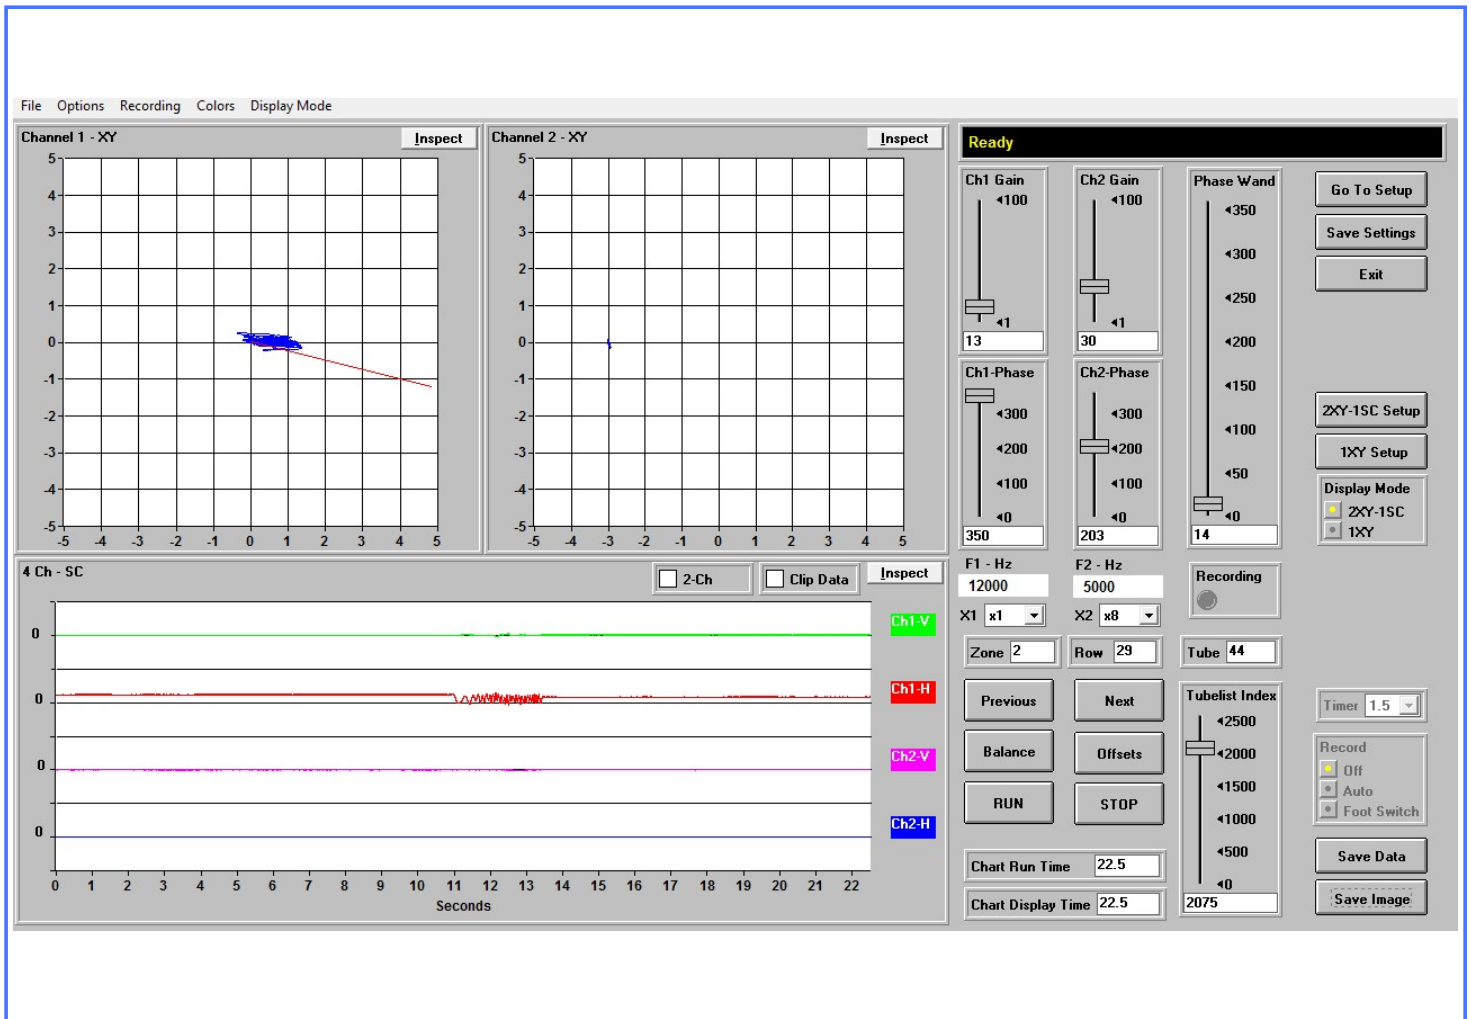 File Options Recording Colors Display Mode
Channel 1 - XY Inspect
5
4
3
2
1
0
-1
-2
-3
-4
-5
-5 -4 -3 -2 -1 0 1 2 3 4 5
Channel 2 - XY Inspect
5
4
3
2
1
0
-1
-2
-3
-4
-5
-5 -4 -3 -2 -1 0 1 2 3 4 5
4 Ch - SC 2-Ch Clip Data Inspect
0 Ch1-V
0 Ch1-H
0 Ch2-V
0 Ch2-H
0 1 2 3 4 5 6 7 8 9 10 11 12 13 14 15 16 17 18 19 20 21 22
Seconds
Ready
Ch1 Gain
100
1
13
Ch2 Gain
100
1
30
Phase Wand
350
300
250
200
150
100
50
0
14
Ch1-Phase
300
200
100
0
350
Ch2-Phase
300
200
100
0
203
F1 - Hz
12000
F2 - Hz
5000
X1 x1
X2 x8
Recording
Zone 2
Row 29
Tube 44
Previous Next
Balance Offsets
RUN STOP
Tubelist Index
2500
2000
1500
1000
500
0
2075
Chart Run Time 22.5
Chart Display Time 22.5
Go To Setup
Save Settings
Exit
2XY-1SC Setup
1XY Setup
Display Mode
2XY-1SC
1XY
Timer 1.5
Record
Off
Auto
Foot Switch
Save Data
Save Image